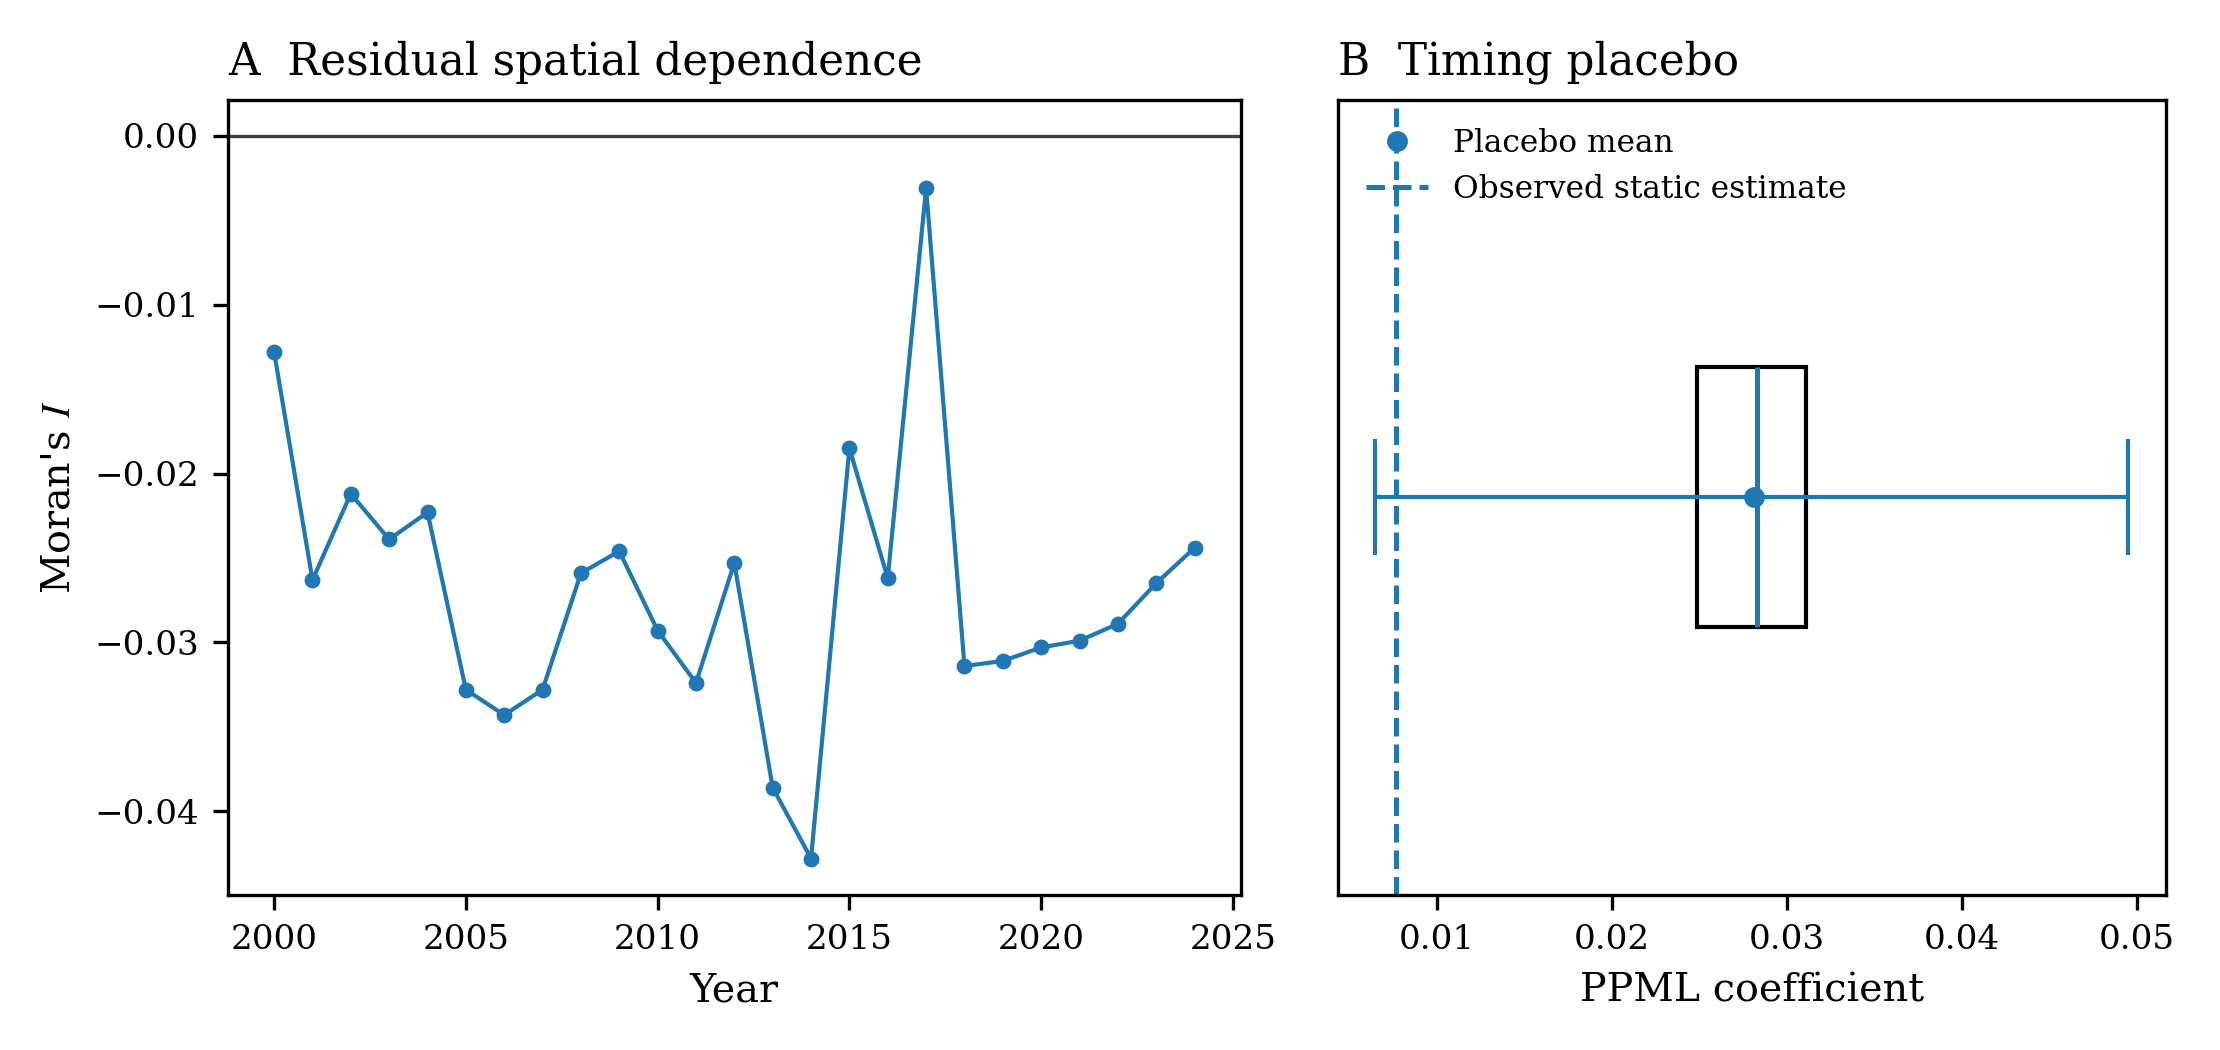 A  Residual spatial dependence
Moran's I
0.00
−0.01
−0.02
−0.03
−0.04
2000 2005 2010 2015 2020 2025
Year
B  Timing placebo
Placebo mean
Observed static estimate
0.01 0.02 0.03 0.04 0.05
PPML coefficient